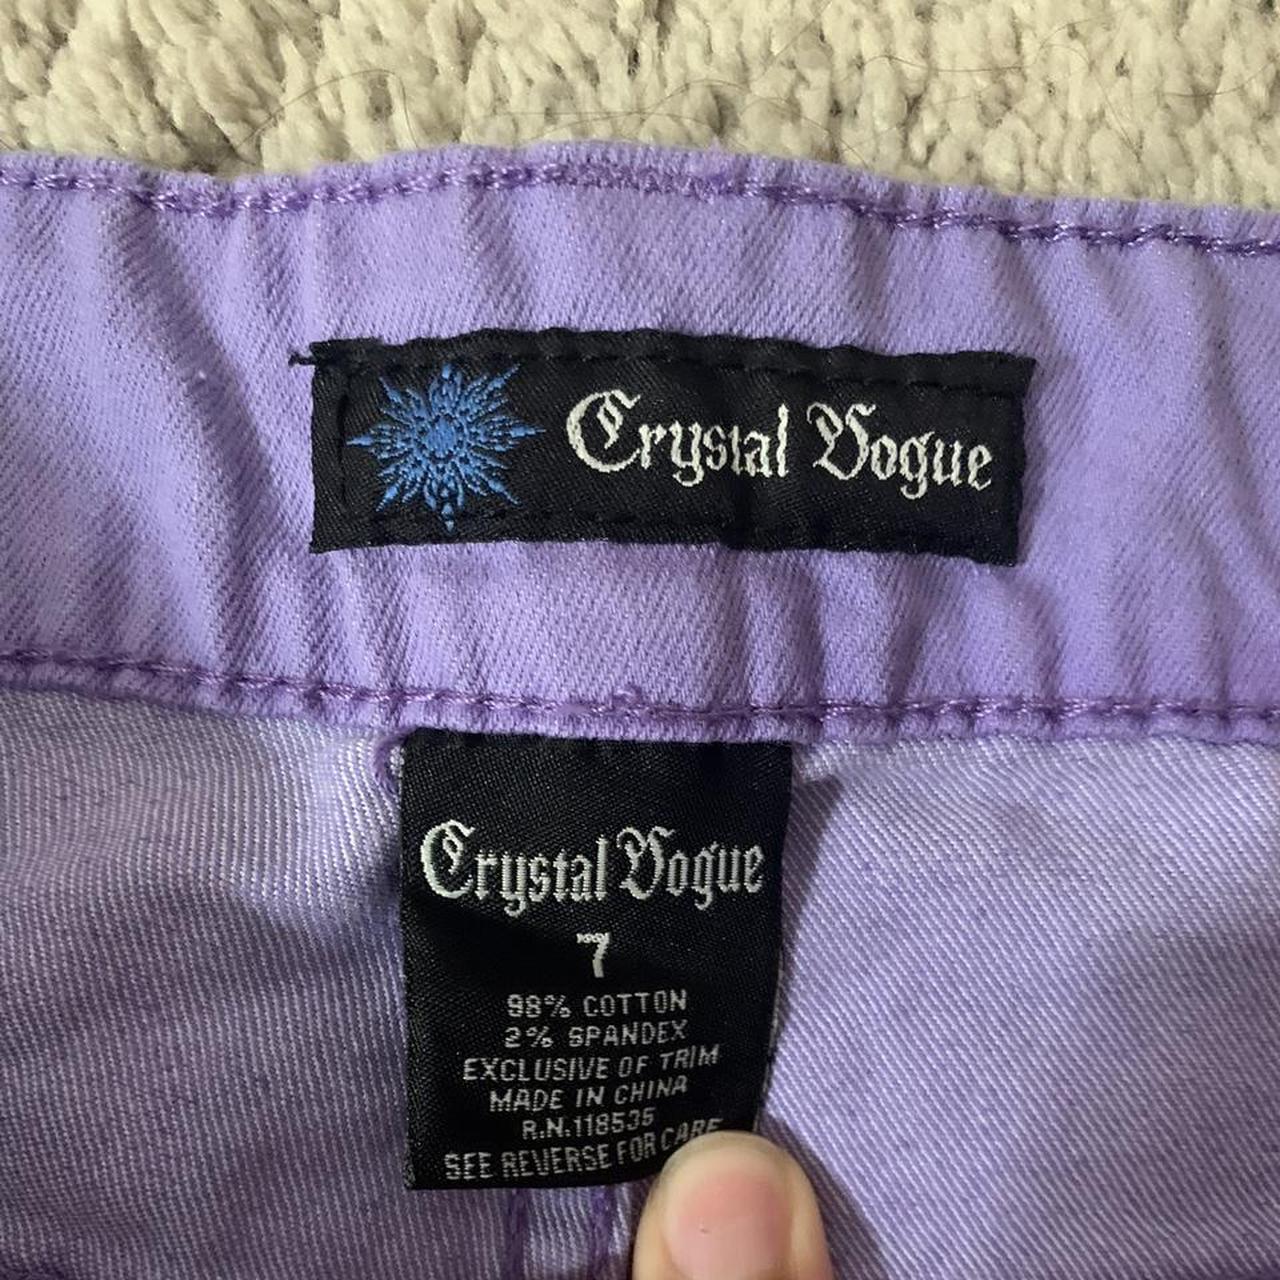 Crystal Vogue
Crystal Vogue
7
98% COTTON
2% SPANDEX
EXCLUSIVE OF TRIM
MADE IN CHINA
R.N.118535
SEE REVERSE FOR CARE